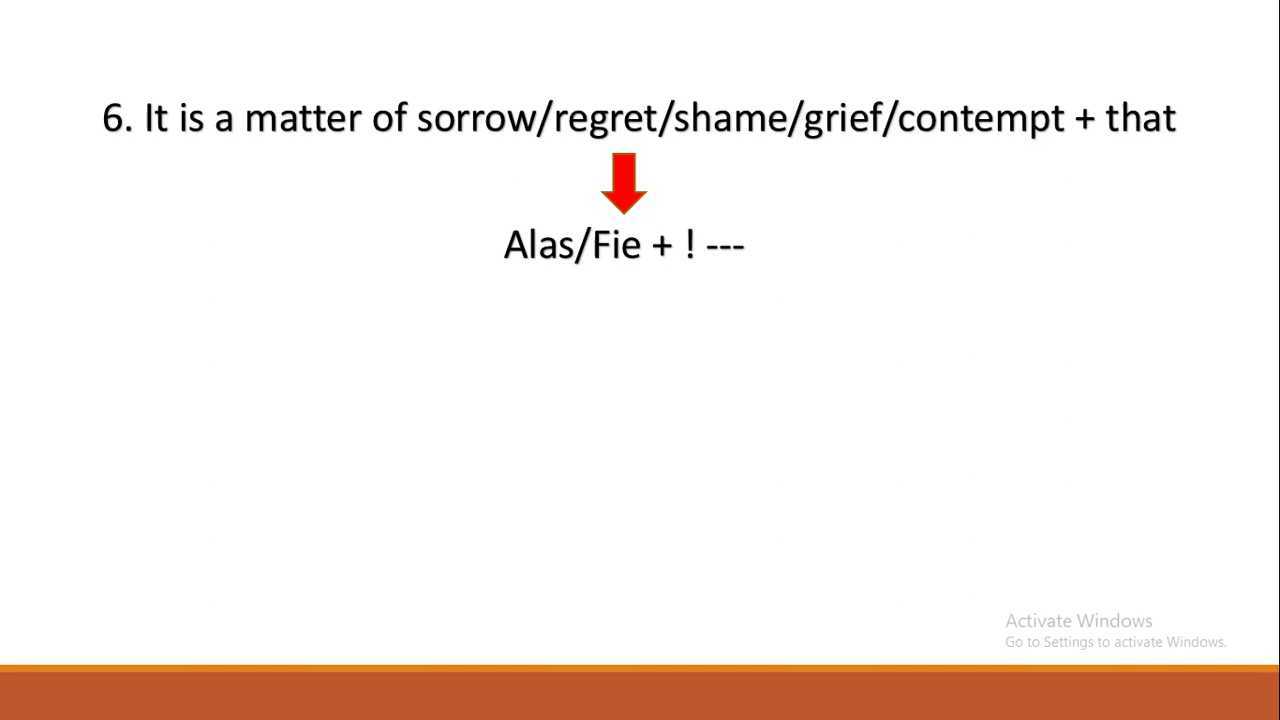 6. It is a matter of sorrow/regret/shame/grief/contempt + that
Alas/Fie + ! ---
Activate Windows
Go to Settings to activate Windows.